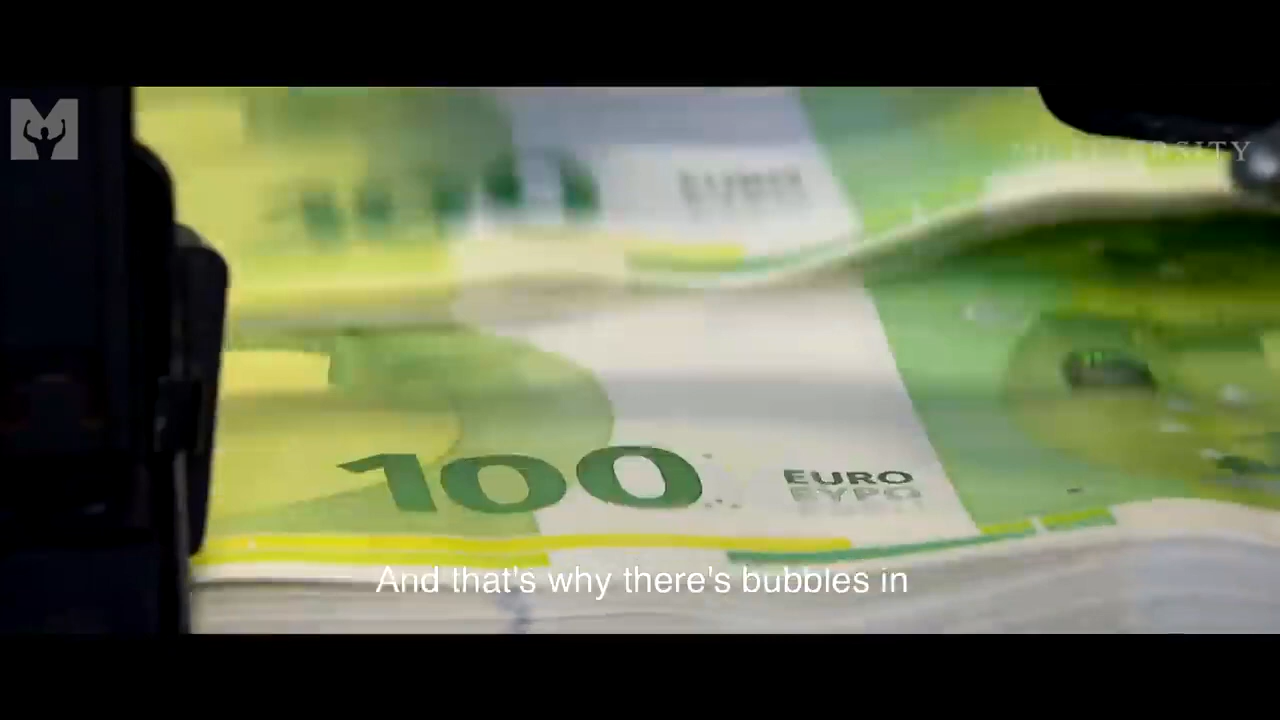 EURO
100
EURO
ΕΥΡΩ
And that's why there's bubbles in